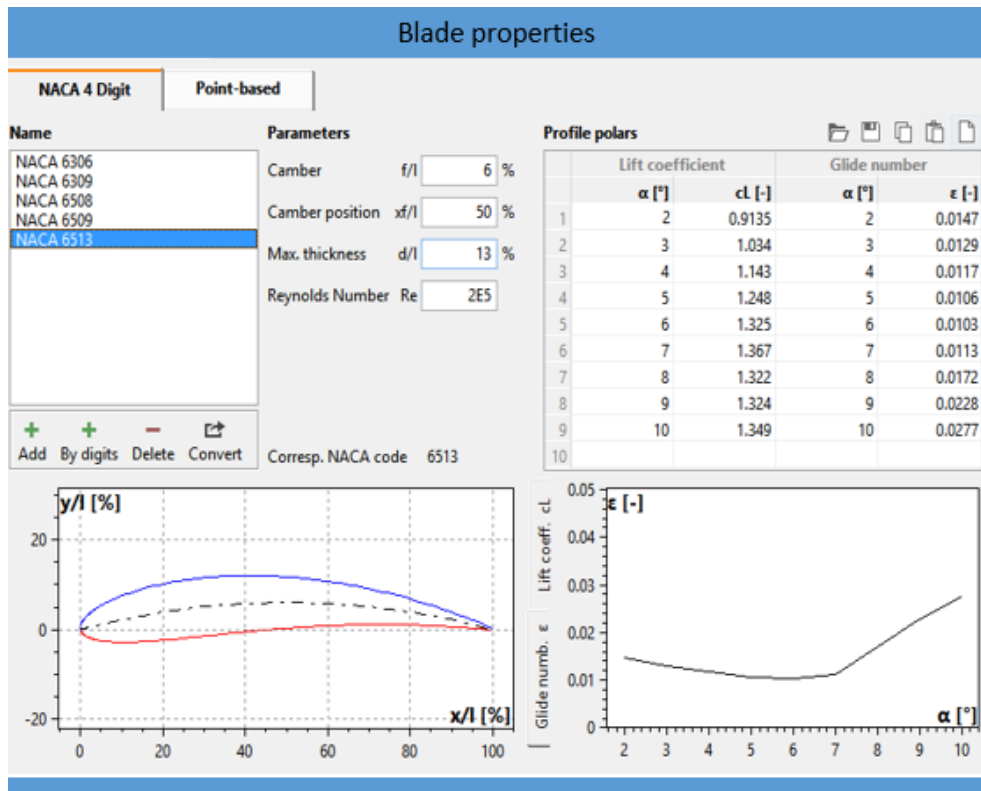 Blade properties
NACA 4 Digit Point-based
Name
NACA 6306
NACA 6309
NACA 6508
NACA 6509
NACA 6513
Add By digits Delete Convert
Parameters
Camber f/l 6 %
Camber position xf/l 50 %
Max. thickness d/l 13 %
Reynolds Number Re 2E5
Corresp. NACA code 6513
Profile polars
Lift coefficient Glide number
α [°] cL [-] α [°] ε [-]
1 2 0.9135 2 0.0147
2 3 1.034 3 0.0129
3 4 1.143 4 0.0117
4 5 1.248 5 0.0106
5 6 1.325 6 0.0103
6 7 1.367 7 0.0113
7 8 1.322 8 0.0172
8 9 1.324 9 0.0228
9 10 1.349 10 0.0277
10
y/l [%]
20
0
-20
x/l [%]
0 20 40 60 80 100
Lift coeff. cL
Glide numb. ε
ε [-]
0.05
0.04
0.03
0.02
0.01
0
α [°]
2 3 4 5 6 7 8 9 10